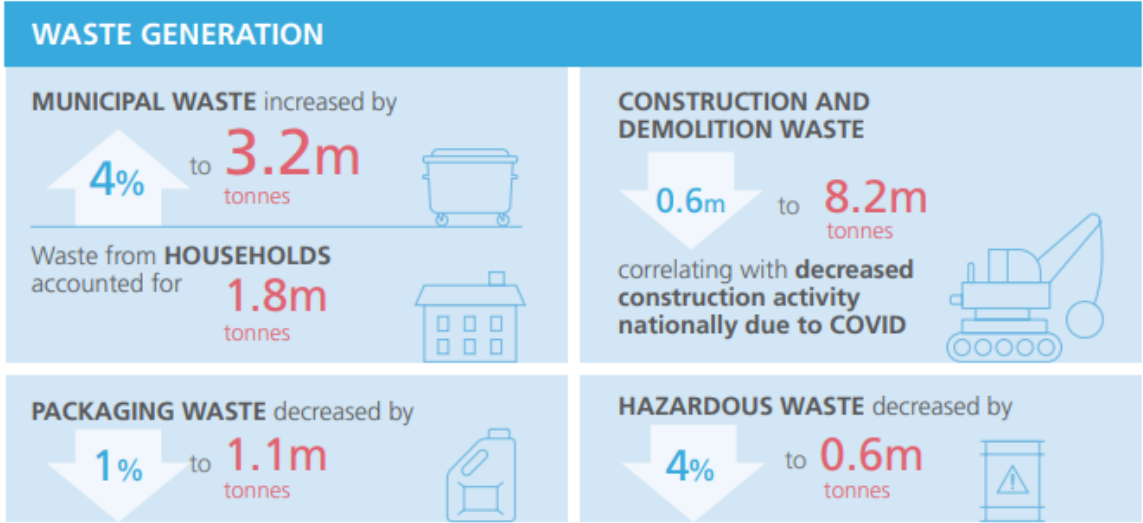 WASTE GENERATION
MUNICIPAL WASTE increased by
4% to 3.2m
tonnes
Waste from HOUSEHOLDS
accounted for
1.8m
tonnes
CONSTRUCTION AND
DEMOLITION WASTE
0.6m to 8.2m
tonnes
correlating with decreased
construction activity
nationally due to COVID
PACKAGING WASTE decreased by
1% to 1.1m
tonnes
HAZARDOUS WASTE decreased by
4% to 0.6m
tonnes